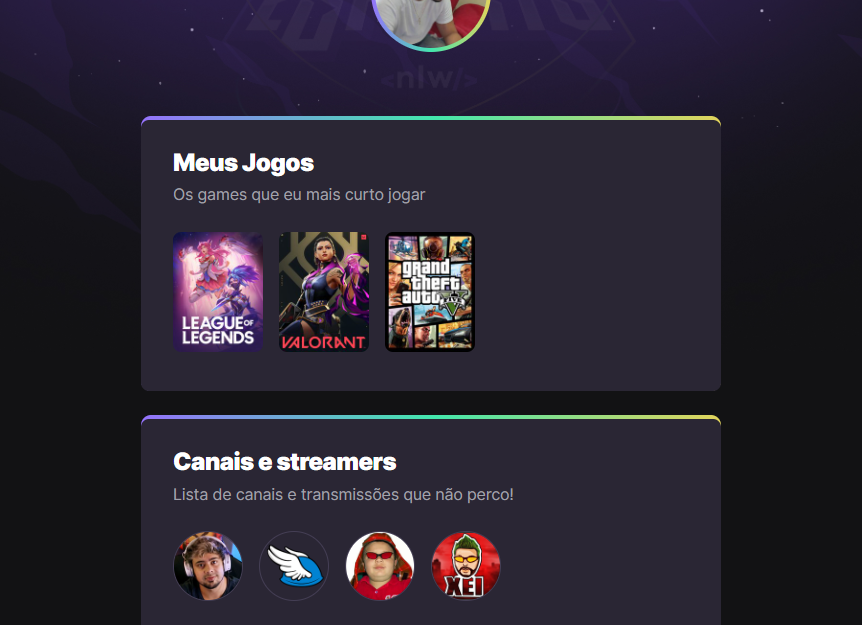 <nlw/>
Meus Jogos
Os games que eu mais curto jogar
LEAGUE OF
LEGENDS
VALORANT
grand
theft
auto
V
FIVE
Canais e streamers
Lista de canais e transmissões que não perco!
XEI